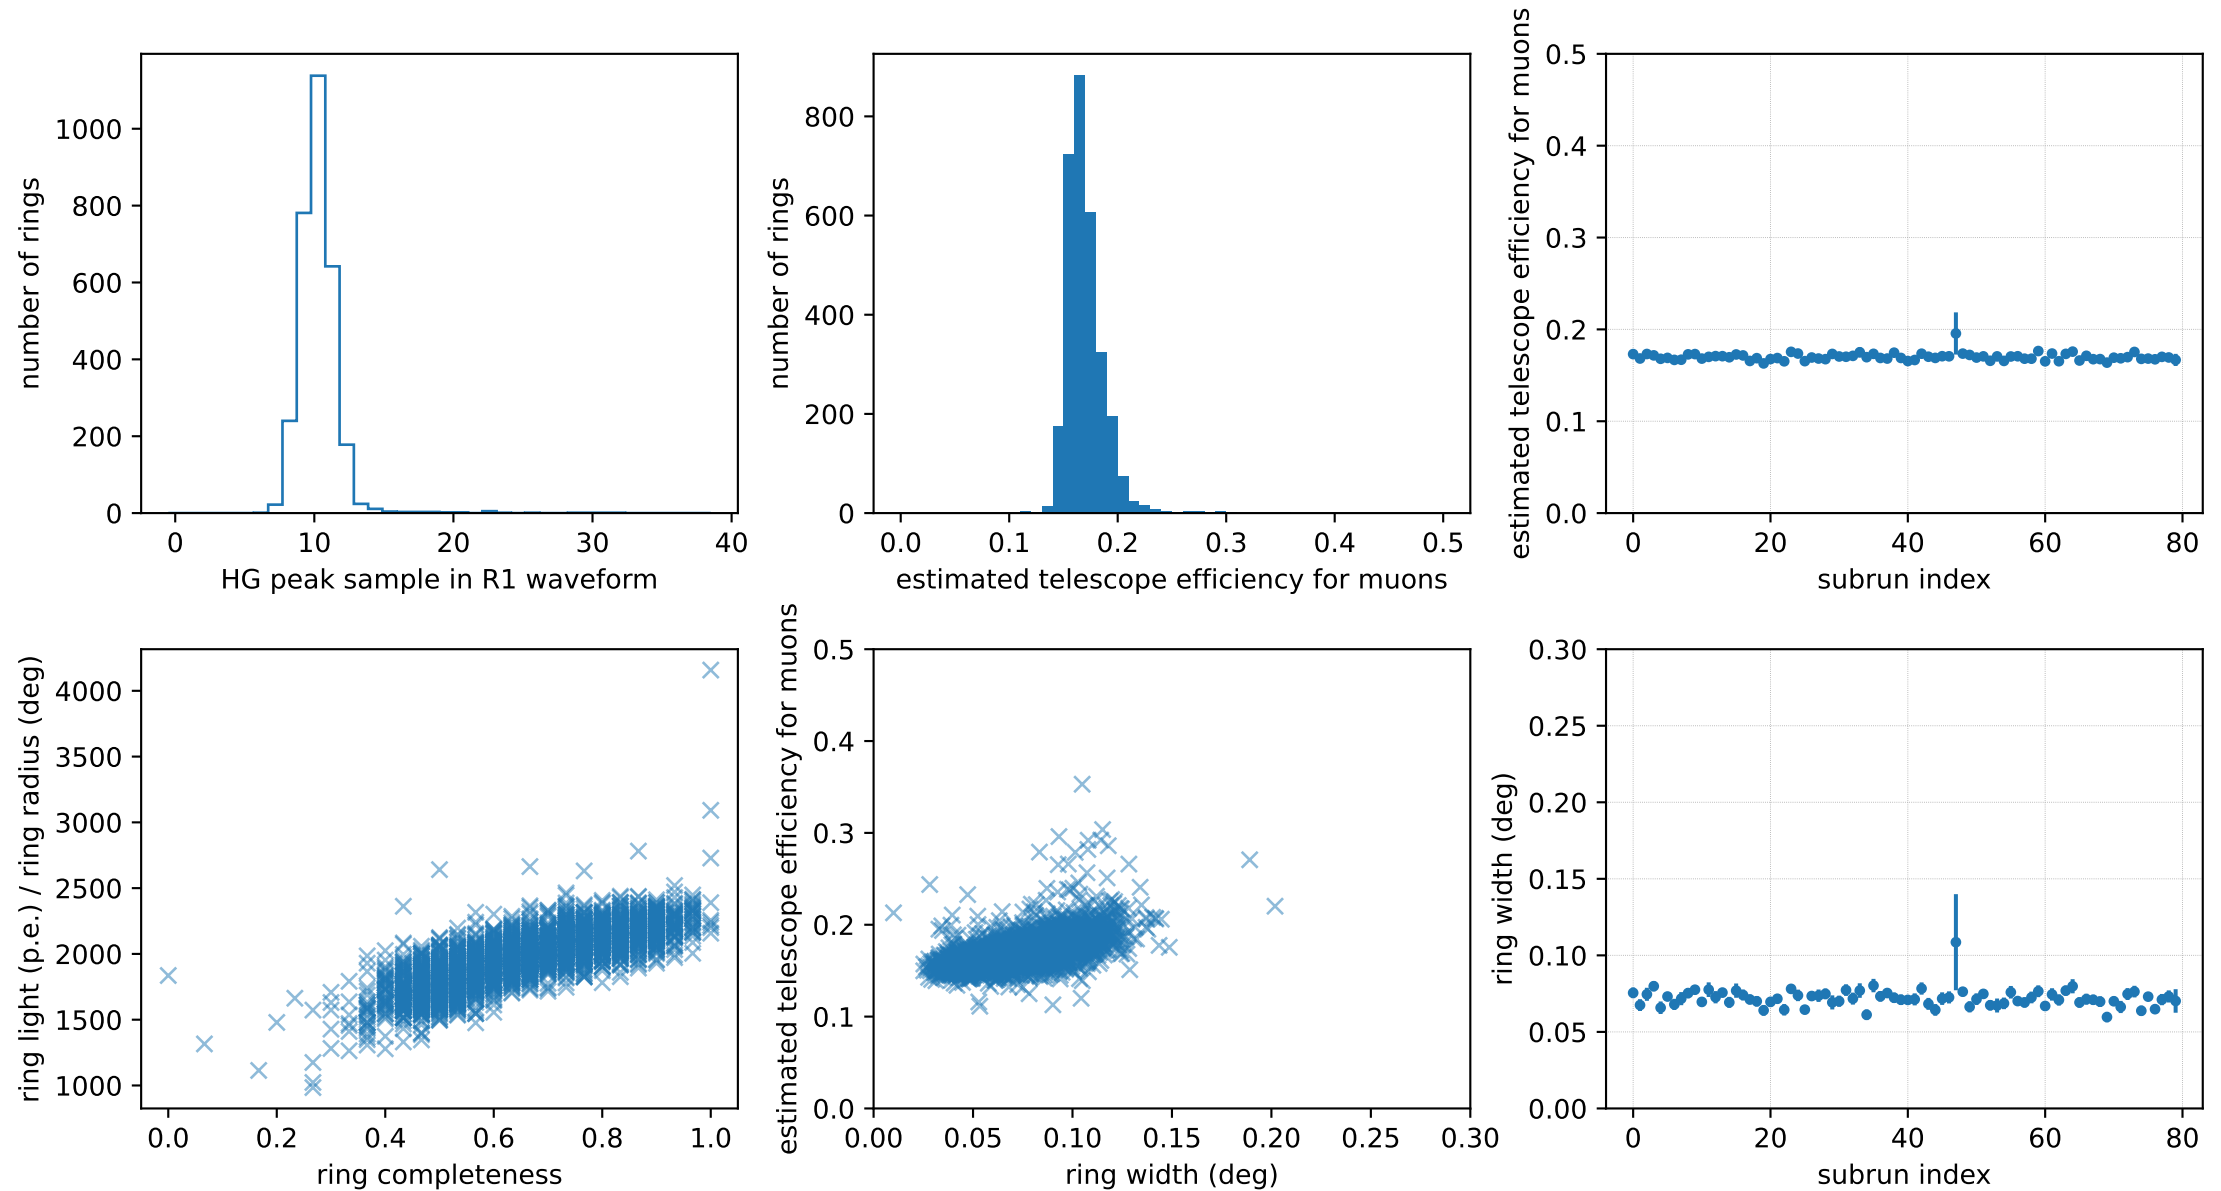 1000
800
600
400
200
0
number of rings
0 10 20 30 40
HG peak sample in R1 waveform
800
600
400
200
0
number of rings
0.0 0.1 0.2 0.3 0.4 0.5
estimated telescope efficiency for muons
0.5
0.4
0.3
0.2
0.1
0.0
estimated telescope efficiency for muons
0 20 40 60 80
subrun index
4000
3500
3000
2500
2000
1500
1000
ring light (p.e.) / ring radius (deg)
0.0 0.2 0.4 0.6 0.8 1.0
ring completeness
0.5
0.4
0.3
0.2
0.1
0.0
estimated telescope efficiency for muons
0.00 0.05 0.10 0.15 0.20 0.25 0.30
ring width (deg)
0.30
0.25
0.20
0.15
0.10
0.05
0.00
ring width (deg)
0 20 40 60 80
subrun index